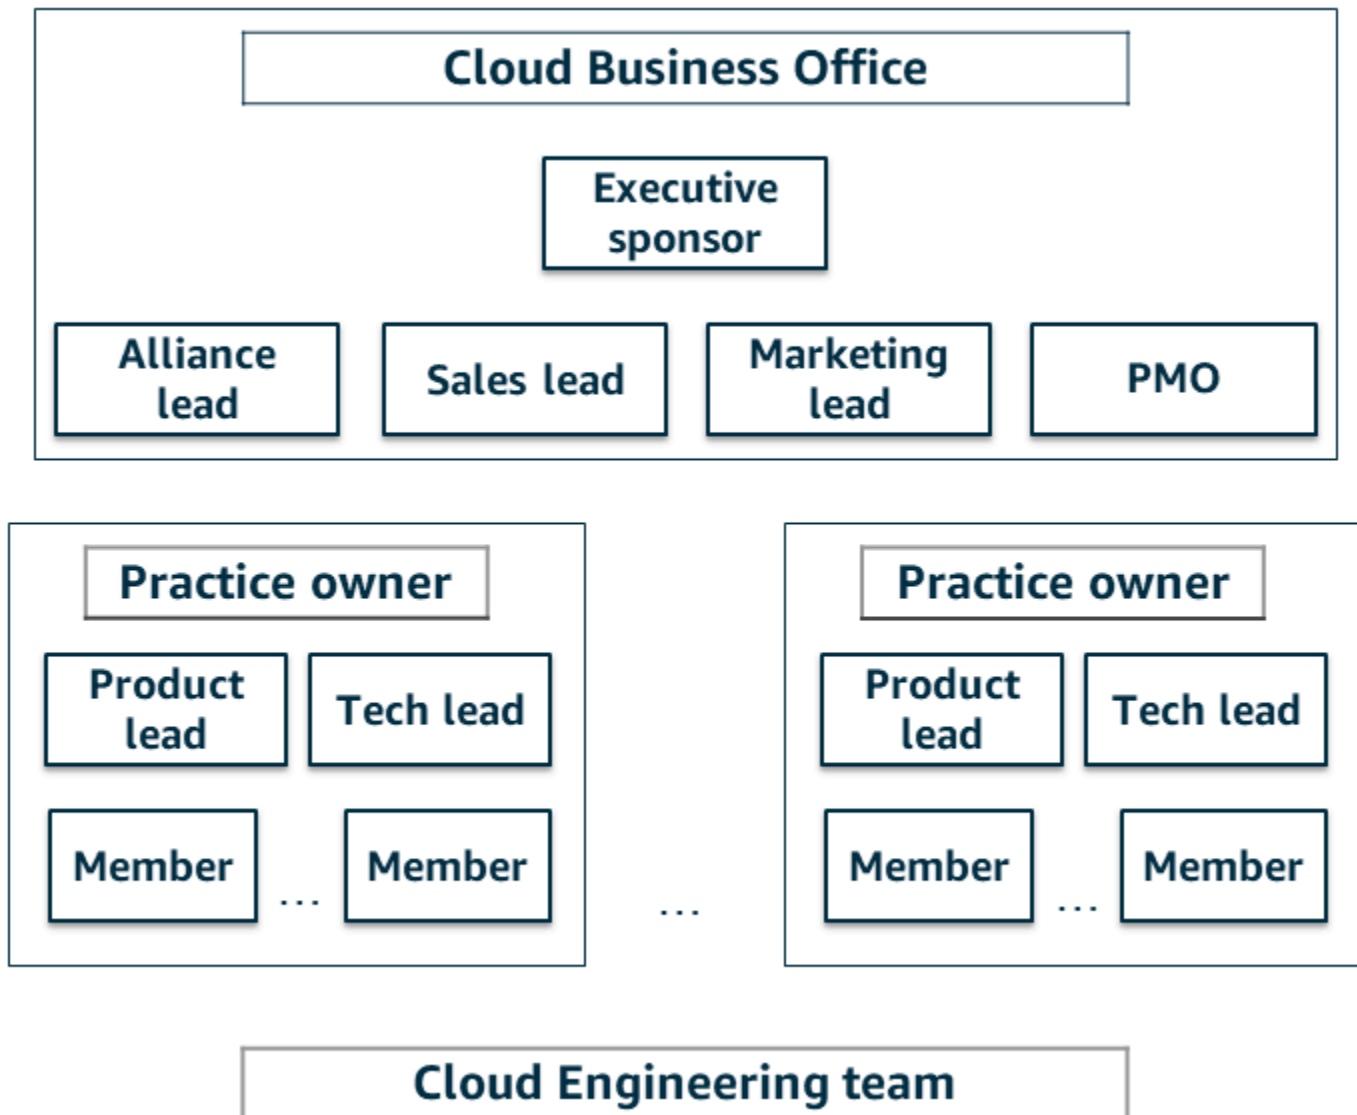 Cloud Business Office
Executive
sponsor
Alliance
lead
Sales lead
Marketing
lead
PMO
Practice owner
Product
lead
Tech lead
Member
...
Member
...
Practice owner
Product
lead
Tech lead
Member
...
Member
Cloud Engineering team